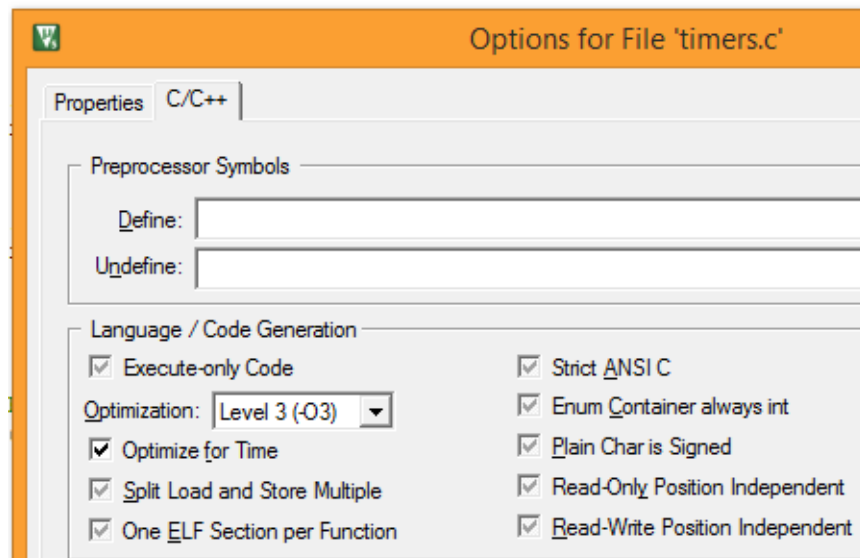 Options for File 'timers.c'
Properties
C/C++
Preprocessor Symbols
Define:
Undefine:
Language / Code Generation
Execute-only Code
Optimization: Level 3 (-O3)
Optimize for Time
Split Load and Store Multiple
One ELF Section per Function
Strict ANSI C
Enum Container always int
Plain Char is Signed
Read-Only Position Independent
Read-Write Position Independent